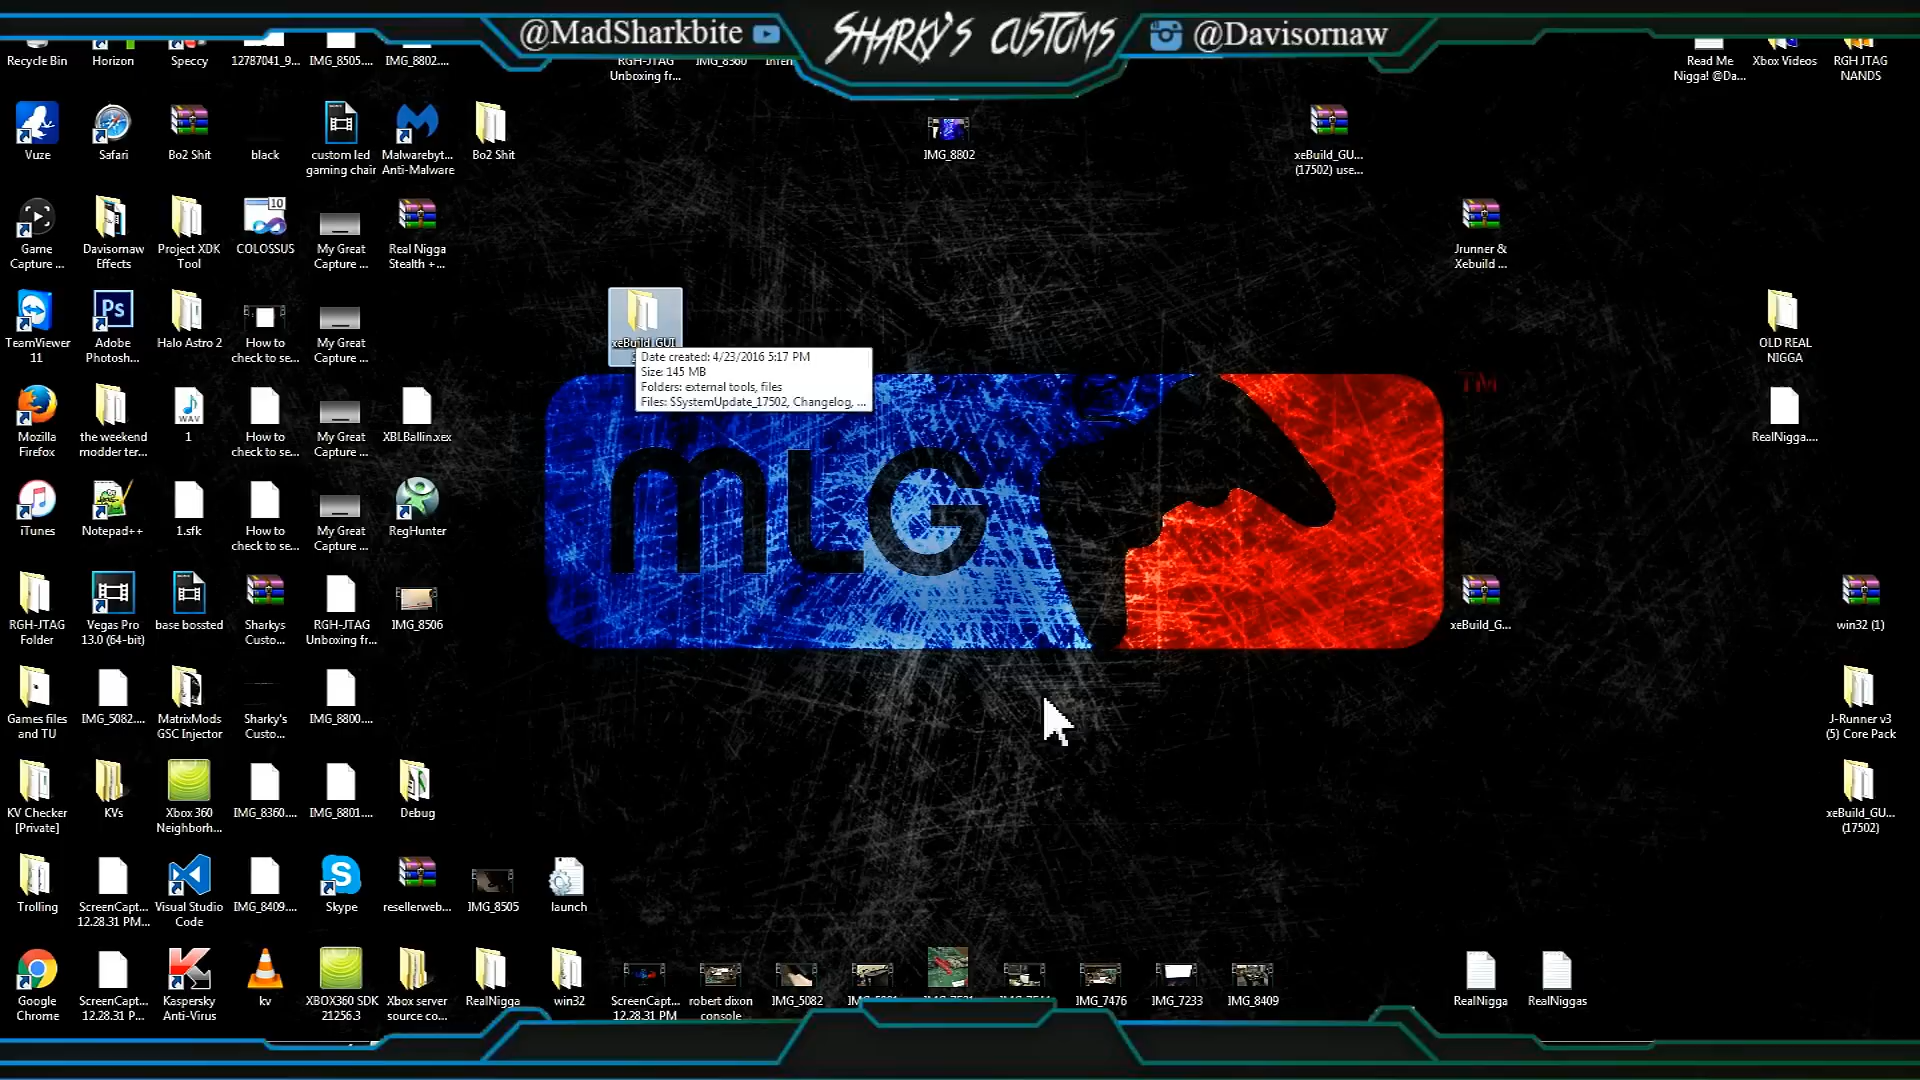 @MadSharkbite
SHARKY'S CUSTOMS
@Davisornaw
Recycle Bin
Horizon
Speccy
12787041_9...
IMG_8505....
IMG_8802....
RGH-JTAG
Unboxing fr...
IMG_8360
Read Me
Nigga! @Da...
Xbox Videos
RGH JTAG
NANDS
Vuze
Safari
Bo2 Shit
black
custom led
gaming chair
Malwarebyt...
Anti-Malware
Bo2 Shit
IMG_8802
xeBuild_GU...
(17502) use...
Game
Capture ...
Davisornaw
Effects
Project XDK
Tool
10
COLOSSUS
My Great
Capture ...
Real Nigga
Stealth +...
Jrunner &
Xebuild ...
TeamViewer
11
Ps
Adobe
Photosh...
Halo Astro 2
How to
check to se...
My Great
Capture ...
xeBuild_GUI
Date created: 4/23/2016 5:17 PM
Size: 145 MB
Folders: external tools, files
Files: $SystemUpdate_17502, Changelog, ...
OLD REAL
NIGGA
TM
Mozilla
Firefox
the weekend
modder ter...
WAV
1
How to
check to se...
My Great
Capture ...
XBLBallin.xex
RealNigga....
MLG
iTunes
Notepad++
1.sfk
How to
check to se...
My Great
Capture ...
RegHunter
RGH-JTAG
Folder
Vegas Pro
13.0 (64-bit)
base bossted
Sharkys
Custo...
RGH-JTAG
Unboxing fr...
IMG_8506
xeBuild_G...
win32 (1)
Games files
and TU
IMG_5082....
MatrixMods
GSC Injector
Sharky's
Custo...
IMG_8800....
J-Runner v3
(5) Core Pack
KV Checker
[Private]
KVs
Xbox 360
Neighborh...
IMG_8360....
IMG_8801....
Debug
xeBuild_GU...
(17502)
Trolling
ScreenCapt...
12.28.31 PM...
Visual Studio
Code
IMG_8409....
Skype
resellerweb...
IMG_8505
launch
Google
Chrome
ScreenCapt...
12.28.31 P...
Kaspersky
Anti-Virus
kv
XBOX360 SDK
21256.3
Xbox server
source co...
RealNigga
win32
ScreenCapt...
12.28.31 PM
robert dixon
console
IMG_5082
IMG_7476
IMG_7233
IMG_8409
RealNigga
RealNiggas